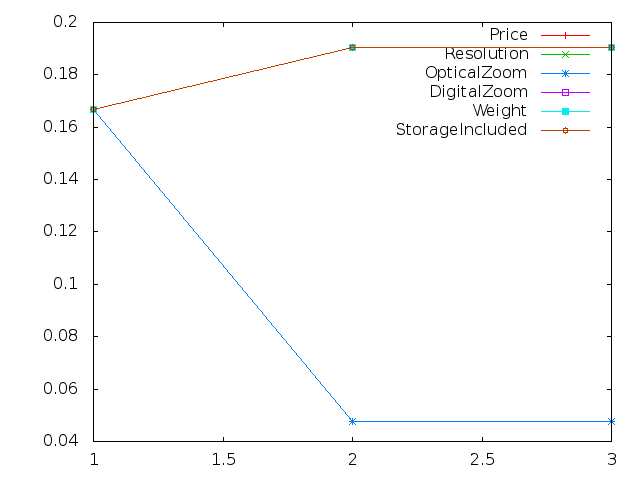 0.2
0.18
0.16
0.14
0.12
0.1
0.08
0.06
0.04
1
1.5
2
2.5
3
Price
Resolution
OpticalZoom
DigitalZoom
Weight
StorageIncluded